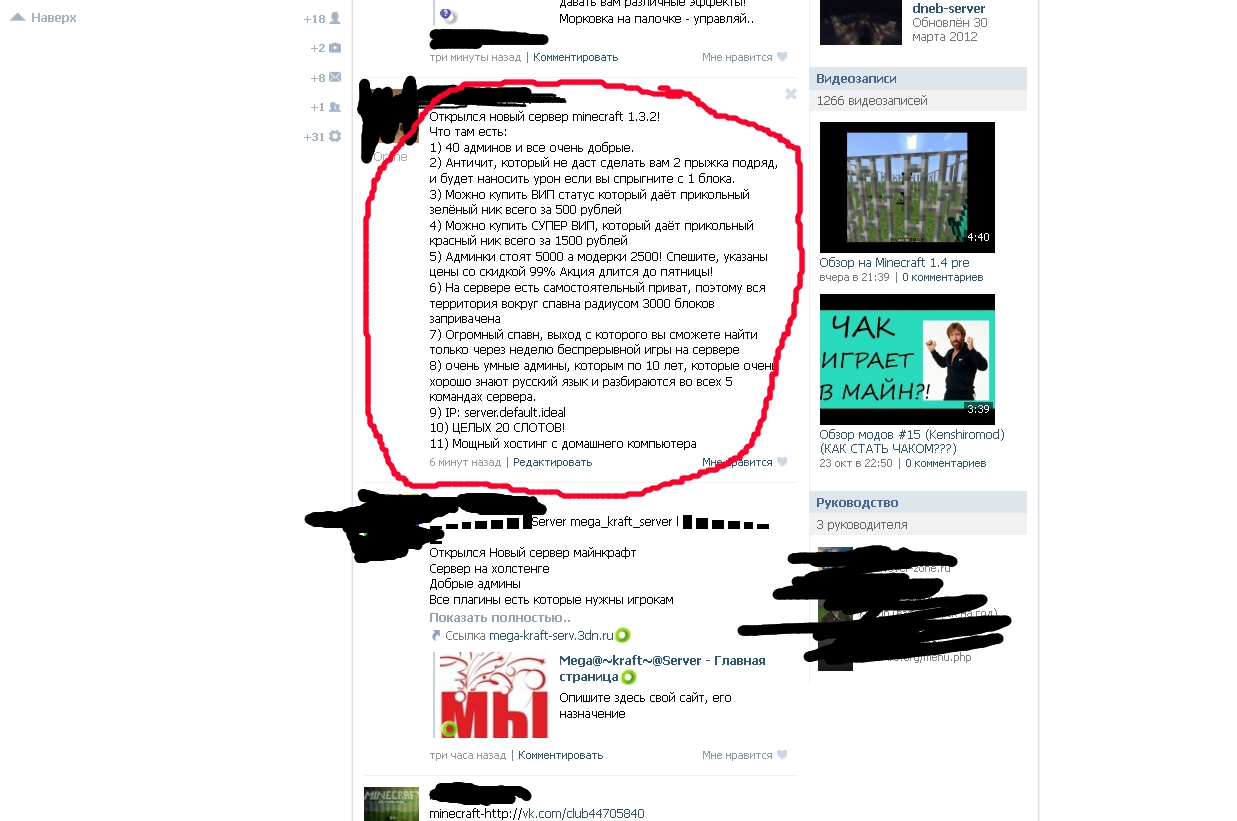 Наверх
+18
+2
+8
+1
+31
давать вам различные эффекты!
Морковка на палочке - управляй..
три минуты назад | Комментировать
Мне нравится
Открылся новый сервер minecraft 1.3.2!
Что там есть:
1) 40 админов и все очень добрые.
2) Античит, который не даст сделать вам 2 прыжка подряд,
и будет наносить урон если вы спрыгните с 1 блока.
3) Можно купить ВИП статус который даёт прикольный
зелёный ник всего за 500 рублей
4) Можно купить СУПЕР ВИП, который даёт прикольный
красный ник всего за 1500 рублей
5) Админки стоят 5000 а модерки 2500! Спешите, указаны
цены со скидкой 99% Акция длится до пятницы!
6) На сервере есть самостоятельный приват, поэтому вся
территория вокруг спавна радиусом 3000 блоков
запривачена
7) Огромный спавн, выход с которого вы сможете найти
только через неделю беспрерывной игры на сервере
8) очень умные админы, которым по 10 лет, которые очень
хорошо знают русский язык и разбираются во всех 5
командах сервера.
9) IP: server.default.ideal
10) ЦЕЛЫХ 20 СЛОТОВ!
11) Мощный хостинг с домашнего компьютера
6 минут назад | Редактировать
Мне нравится
Online
Server mega_kraft_server |
Открылся Новый сервер майнкрафт
Сервер на холстенге
Добрые админы
Все плагины есть которые нужны игрокам
Показать полностью..
Ссылка mega-kraft-serv.3dn.ru
МЫ
Mega@~kraft~@Server - Главная
страница
Опишите здесь свой сайт, его
назначение
три часа назад | Комментировать
Мне нравится
MINECRAFT
minecraft-http://vk.com/club44705840
dneb-server
Обновлён 30
марта 2012
Видеозаписи
1266 видеозаписей
4:40
Обзор на Minecraft 1.4 pre
вчера в 21:39 | 0 комментариев
ЧАК
ИГРАЕТ
В МАЙН?!
3:39
Обзор модов #15 (Kenshiromod)
(КАК СТАТЬ ЧАКОМ???)
23 окт в 22:50 | 0 комментариев
Руководство
3 руководителя